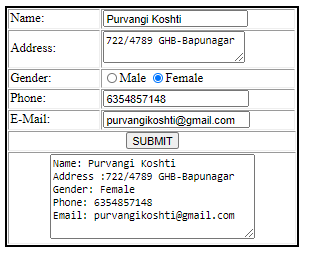 Name: Purvangi Koshti
Address: 722/4789 GHB-Bapunagar
Gender: Male Female
Phone: 6354857148
E-Mail: purvangikoshti@gmail.com
SUBMIT
Name: Purvangi Koshti
Address :722/4789 GHB-Bapunagar
Gender: Female
Phone: 6354857148
Email: purvangikoshti@gmail.com